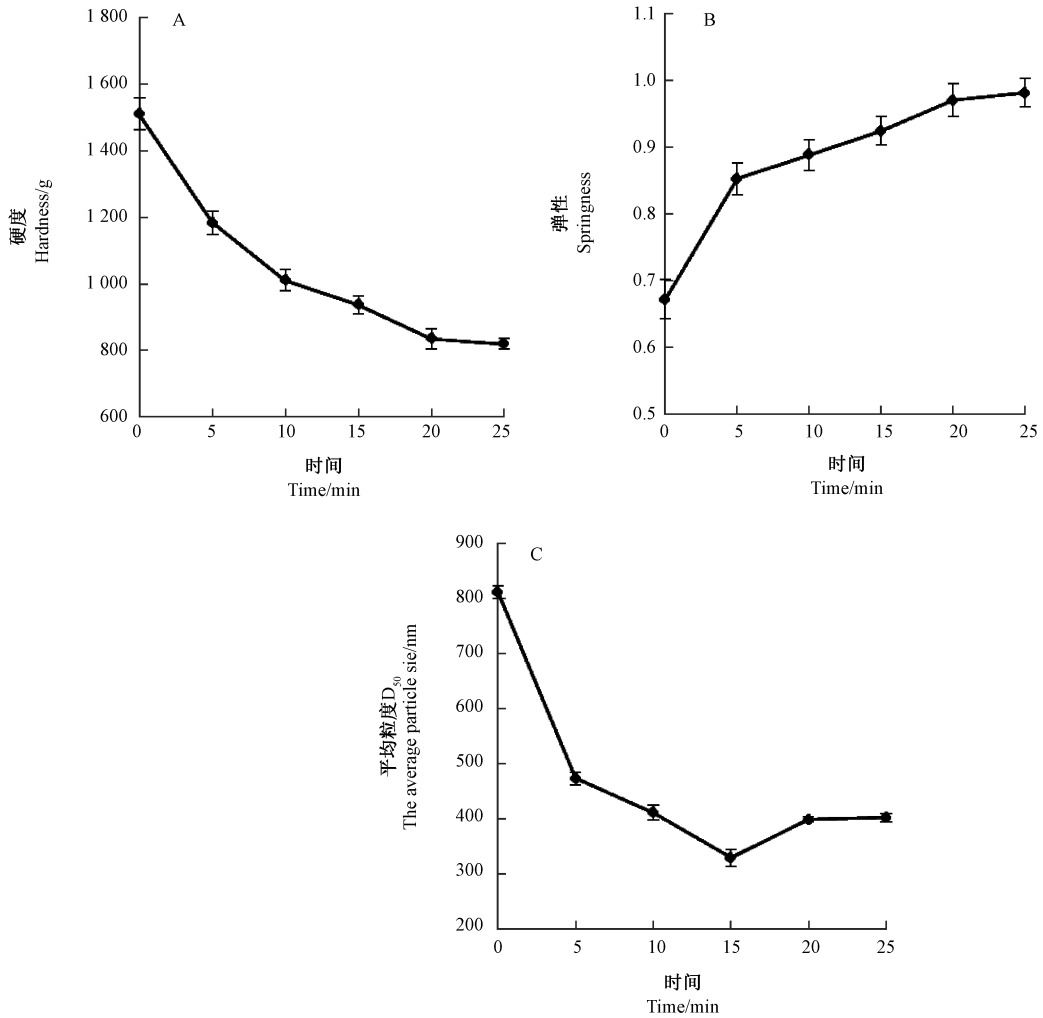 A
1 800
1 600
1 400
1 200
1 000
800
600
硬度
Hardness/g
0 5 10 15 20 25
时间
Time/min
B
1.1
1.0
0.9
0.8
0.7
0.6
0.5
弹性
Springness
0 5 10 15 20 25
时间
Time/min
C
900
800
700
600
500
400
300
200
平均粒度D50
The average particle sie/nm
0 5 10 15 20 25
时间
Time/min